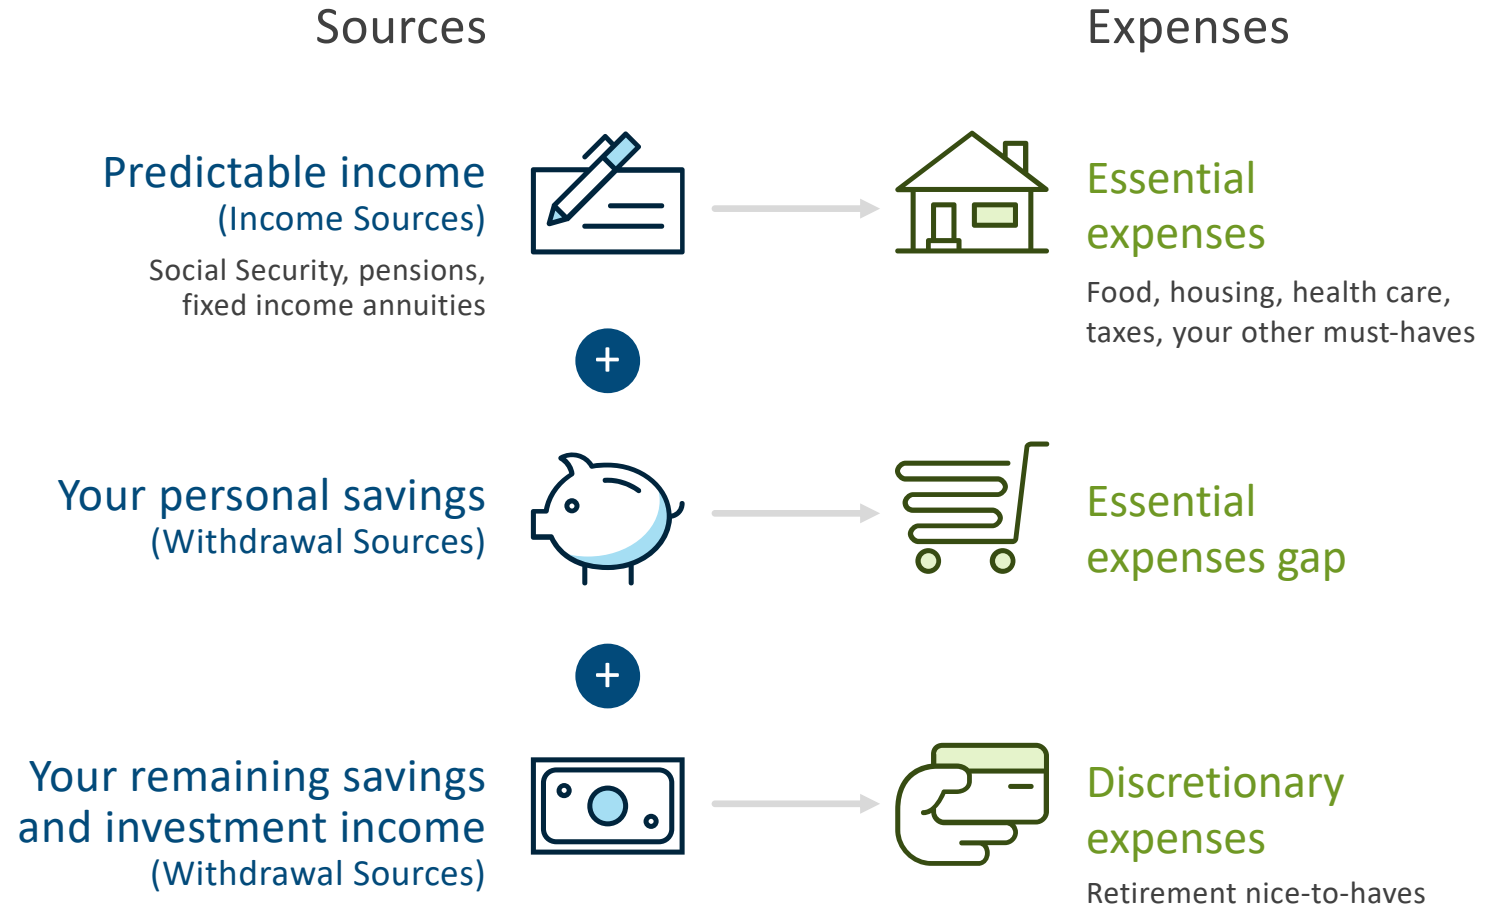 Sources
Expenses
Predictable income
(Income Sources)
Social Security, pensions,
fixed income annuities
Essential
expenses
Food, housing, health care,
taxes, your other must-haves
+
Your personal savings
(Withdrawal Sources)
Essential
expenses gap
+
Your remaining savings
and investment income
(Withdrawal Sources)
Discretionary
expenses
Retirement nice-to-haves